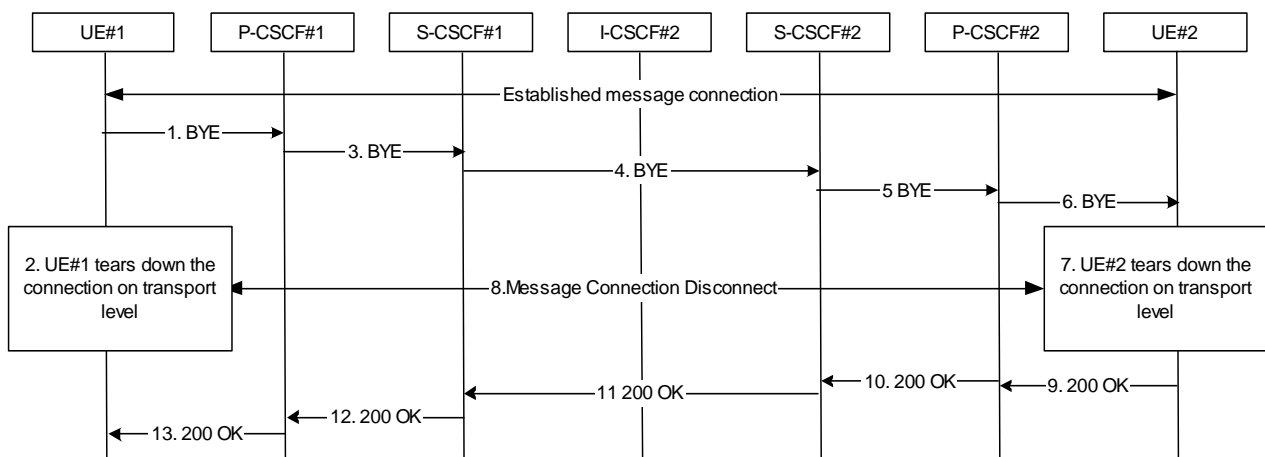 UE#1
P-CSCF#1
S-CSCF#1
I-CSCF#2
S-CSCF#2
P-CSCF#2
UE#2
Established message connection
1. BYE
3. BYE
4. BYE
5 BYE
6. BYE
2. UE#1 tears down the
connection on transport
level
8.Message Connection Disconnect
7. UE#2 tears down the
connection on transport
level
9. 200 OK
10. 200 OK
11 200 OK
12. 200 OK
13. 200 OK